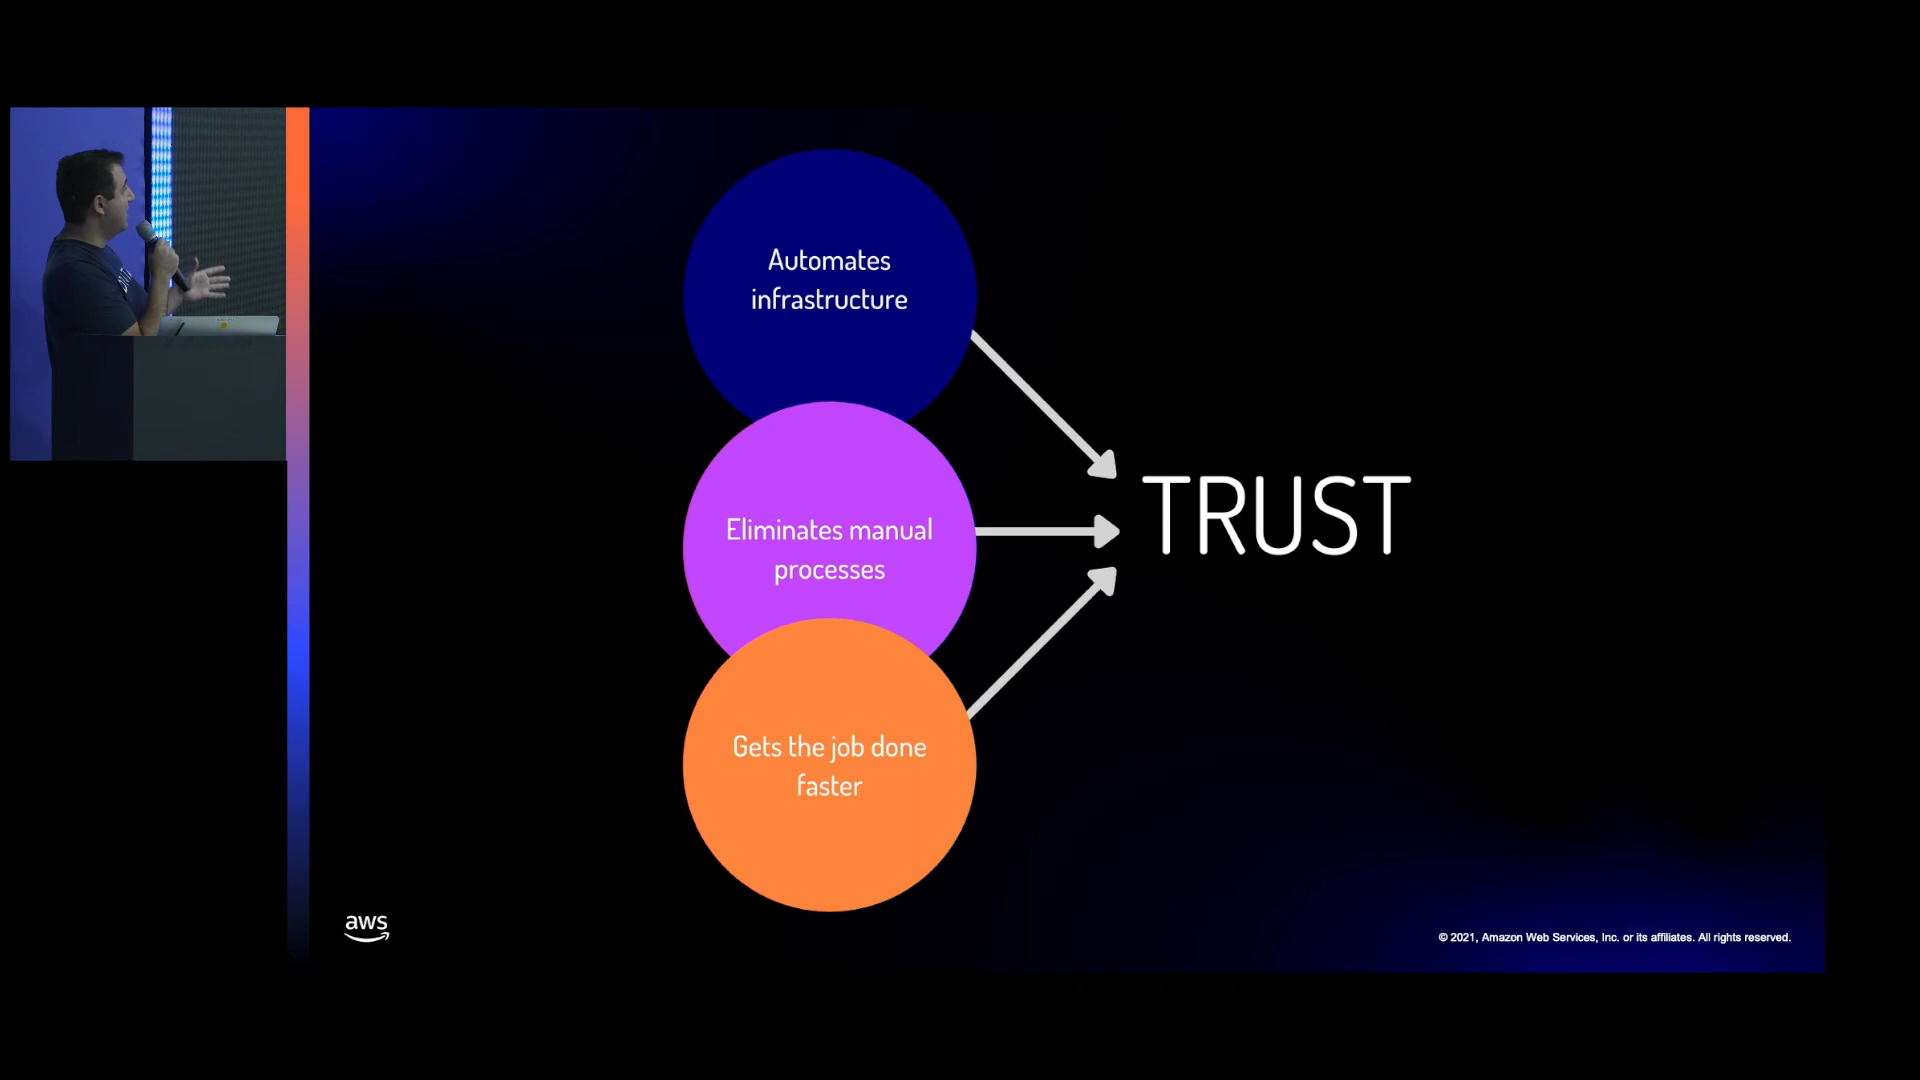 Automates
infrastructure
Eliminates manual
processes
Gets the job done
faster
TRUST
aws
© 2021, Amazon Web Services, Inc. or its affiliates. All rights reserved.